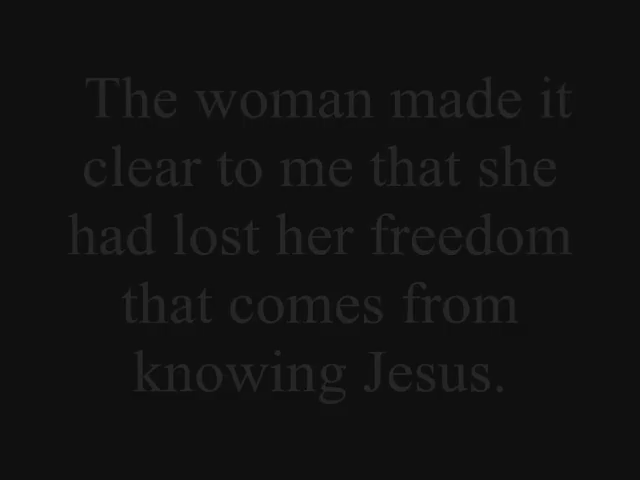 The woman made it
clear to me that she
had lost her freedom
that comes from
knowing Jesus.